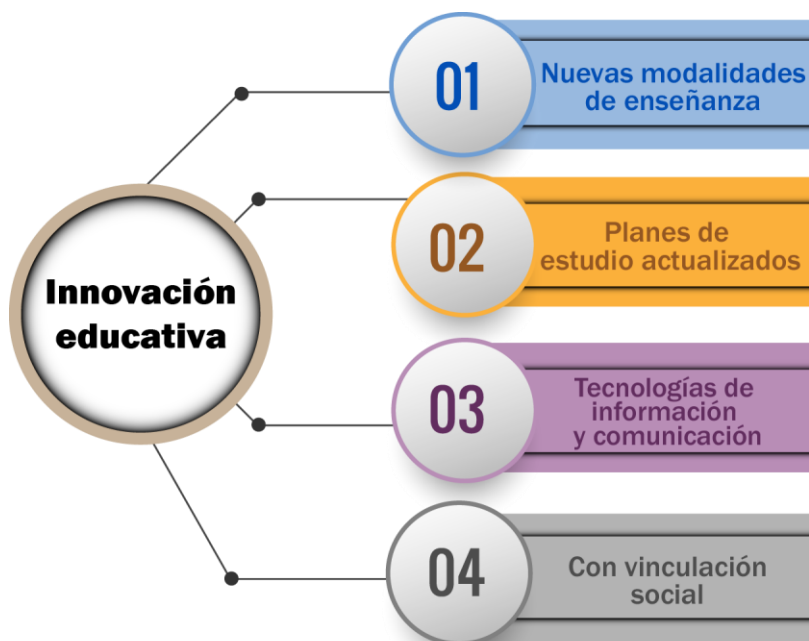 Innovación
educativa
01
Nuevas modalidades
de enseñanza
02
Planes de
estudio actualizados
03
Tecnologías de
información
y comunicación
04
Con vinculación
social